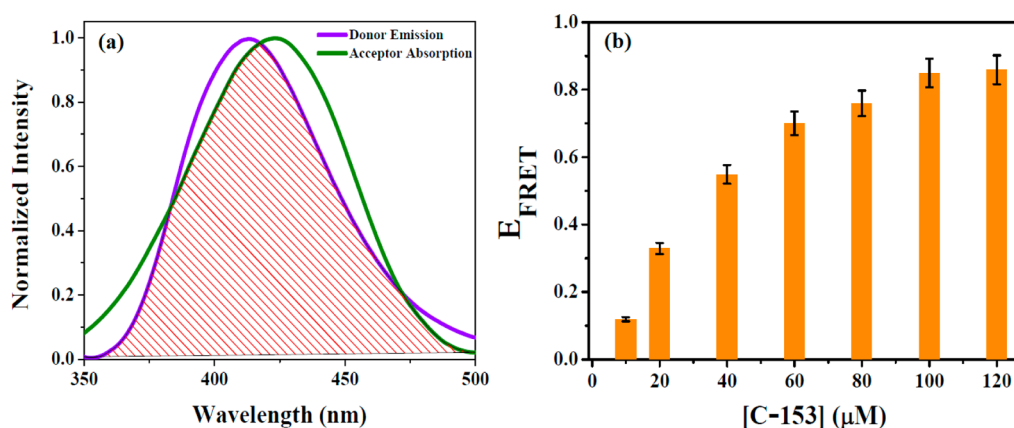 (a)
Donor Emission
Acceptor Absorption
Normalized Intensity
1.0
0.8
0.6
0.4
0.2
0.0
350 400 450 500
Wavelength (nm)
(b)
E_FRET
1.0
0.8
0.6
0.4
0.2
0.0
0 20 40 60 80 100 120
[C-153] (µM)